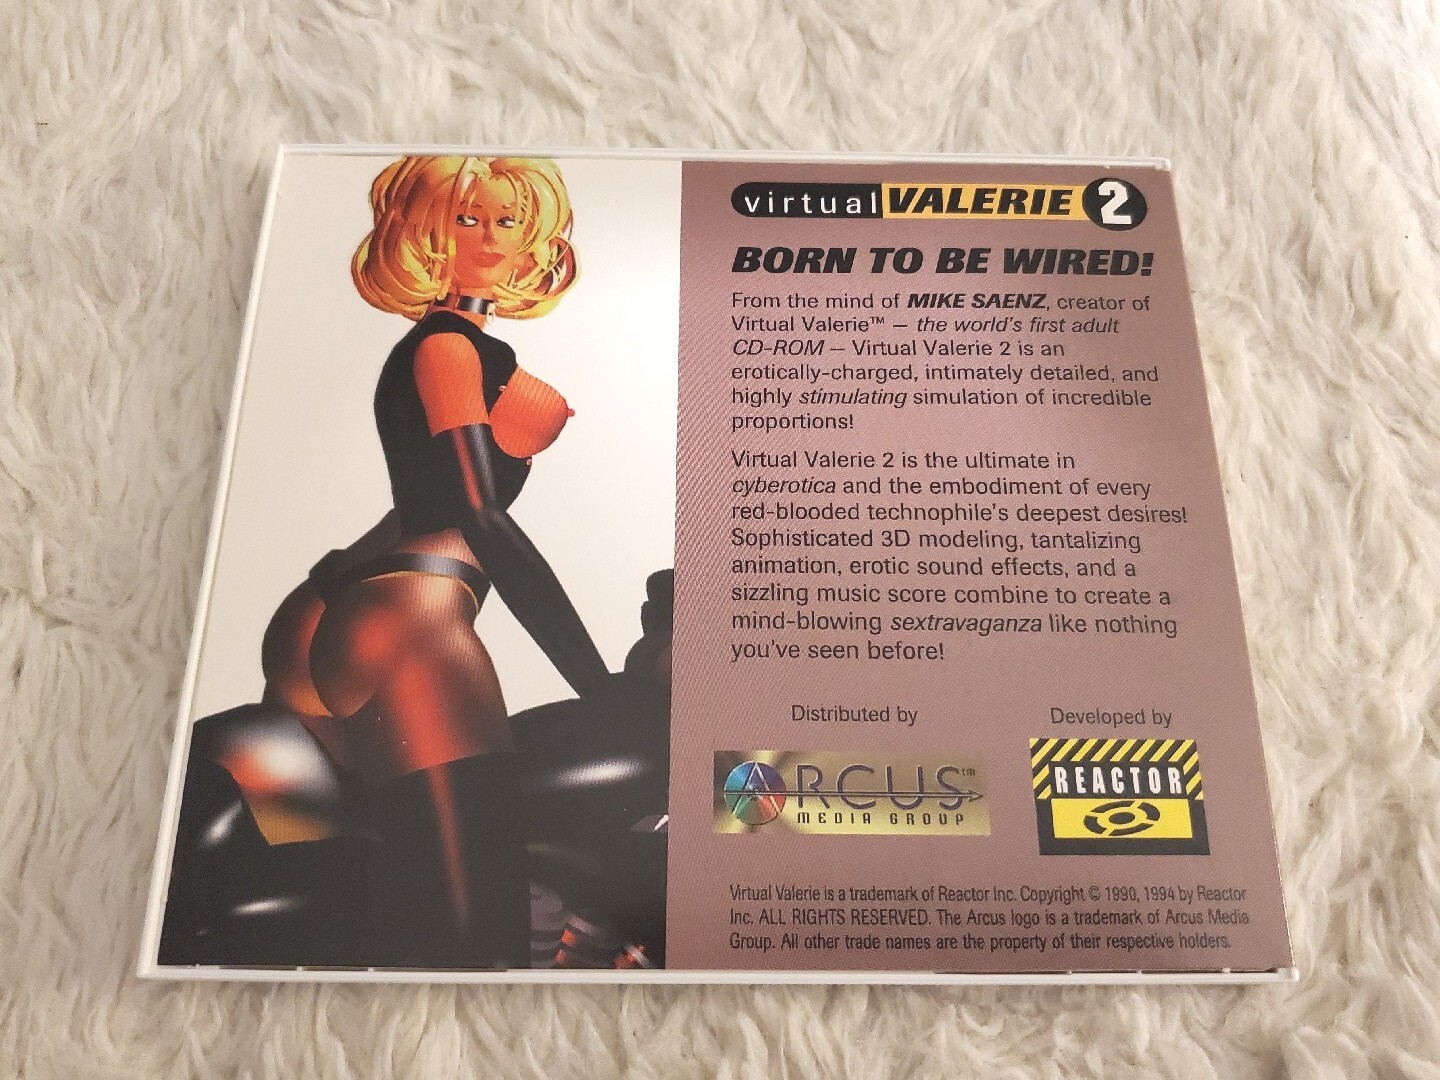 virtual VALERIE 2
BORN TO BE WIRED!
From the mind of MIKE SAENZ, creator of
Virtual Valerie™ – the world's first adult
CD-ROM – Virtual Valerie 2 is an
erotically-charged, intimately detailed, and
highly stimulating simulation of incredible
proportions!
Virtual Valerie 2 is the ultimate in
cyberotica and the embodiment of every
red-blooded technophile's deepest desires!
Sophisticated 3D modeling, tantalizing
animation, erotic sound effects, and a
sizzling music score combine to create a
mind-blowing sextravaganza like nothing
you've seen before!
Distributed by
ARCUS™
MEDIA GROUP
Developed by
REACTOR
Virtual Valerie is a trademark of Reactor Inc. Copyright © 1990, 1994 by Reactor
Inc. ALL RIGHTS RESERVED. The Arcus logo is a trademark of Arcus Media
Group. All other trade names are the property of their respective holders.